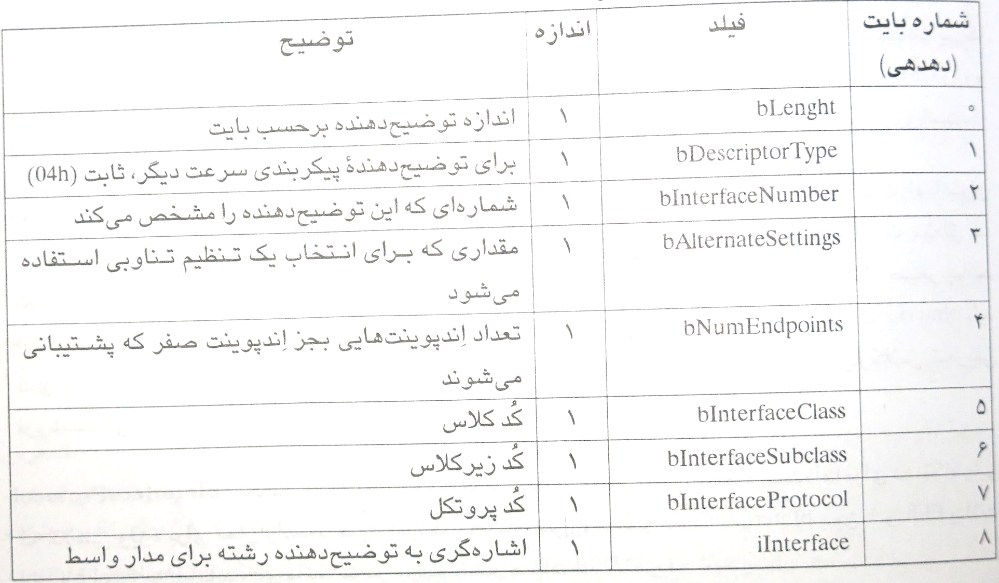 شماره بایت
(دهدهی)
فیلد
اندازه
توضیح
۰ bLenght ۱ اندازه توضیح‌دهنده برحسب بایت
۱ bDescriptorType ۱ برای توضیح‌دهندهٔ پیکربندی سرعت دیگر، ثابت (04h)
۲ bInterfaceNumber ۱ شماره‌ای که این توضیح‌دهنده را مشخص می‌کند
۳ bAlternateSettings ۱ مقداری که برای انتخاب یک تنظیم تناوبی استفاده
می‌شود
۴ bNumEndpoints ۱ تعداد اِندپوینت‌هایی بجز اِندپوینت صفر که پشتیبانی
می‌شوند
۵ bInterfaceClass ۱ کُد کلاس
۶ bInterfaceSubclass ۱ کُد زیرکلاس
۷ bInterfaceProtocol ۱ کُد پروتکل
۸ iInterface ۱ اشاره‌گری به توضیح‌دهنده رشته برای مدار واسط